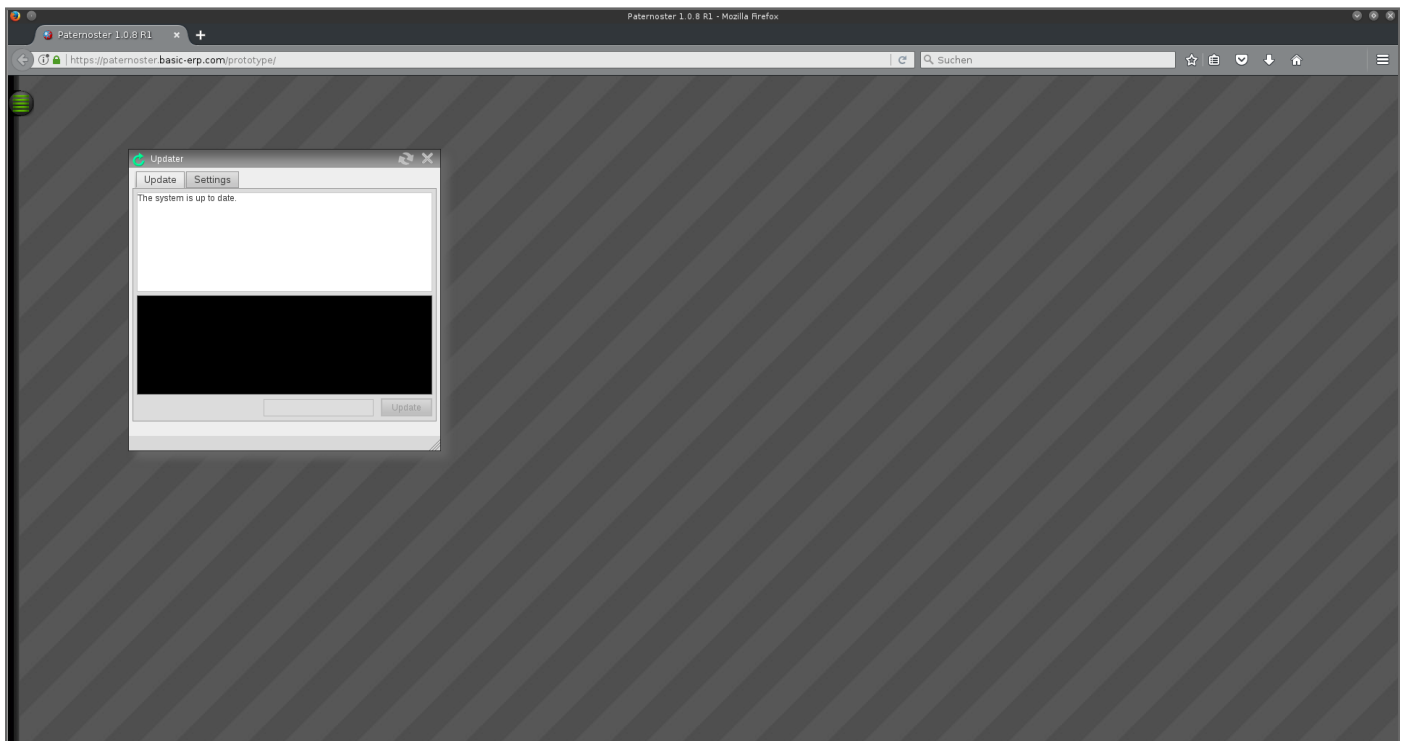 Paternoster 1.0.8 R1 - Mozilla Firefox
Paternoster 1.0.8 R1
https://paternoster.basic-erp.com/prototype/
Suchen
Updater
Update Settings
The system is up to date.
Update